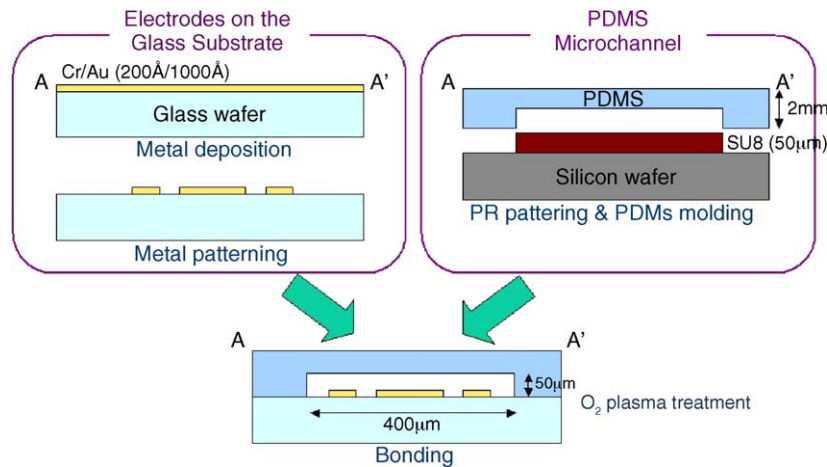 Electrodes on the
Glass Substrate
A
Cr/Au (200Å/1000Å)
A'
Glass wafer
Metal deposition
Metal patterning
PDMS
Microchannel
A
A'
PDMS
2mm
SU8 (50μm)
Silicon wafer
PR pattering & PDMs molding
A
A'
50μm
400μm
O₂ plasma treatment
Bonding